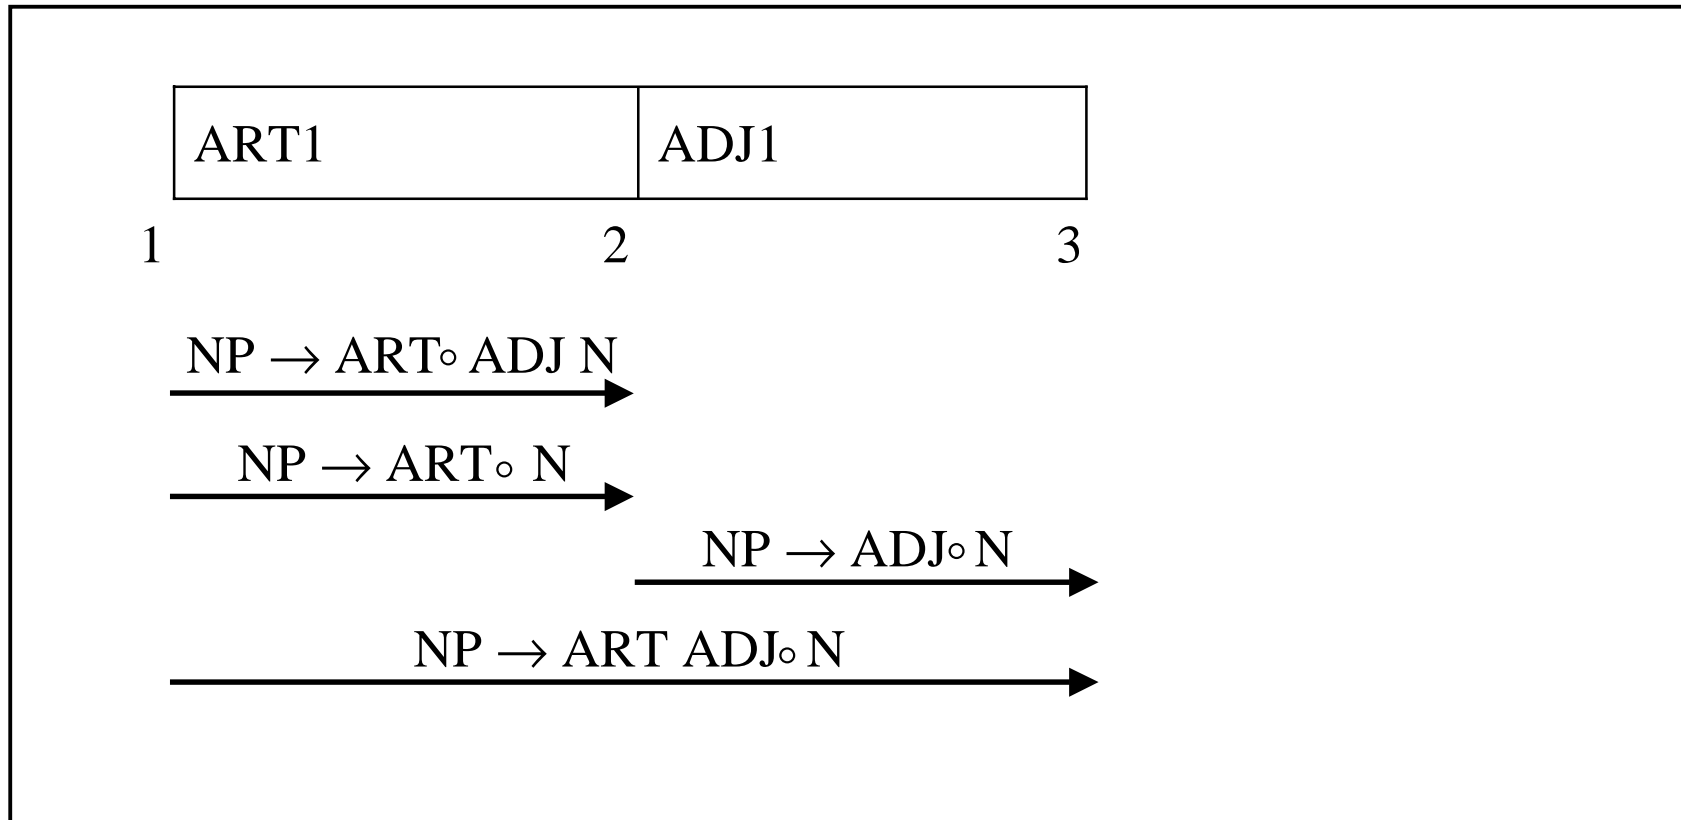 ART1 ADJ1
1 2 3
NP → ART∘ ADJ N
NP → ART∘ N
NP → ADJ∘ N
NP → ART ADJ∘ N